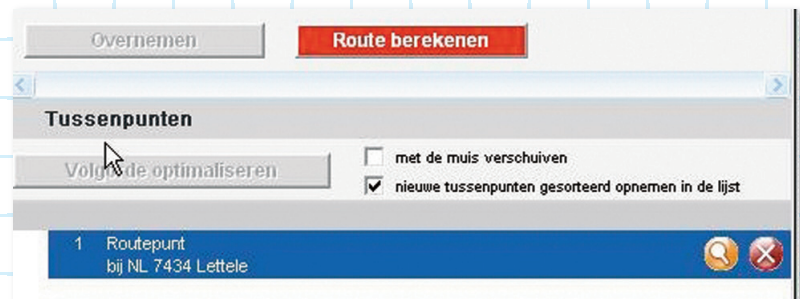 Overnemen
Route berekenen
Tussenpunten
Volgorde optimaliseren
met de muis verschuiven
nieuwe tussenpunten gesorteerd opnemen in de lijst
1 Routepunt
bij NL 7434 Lettele